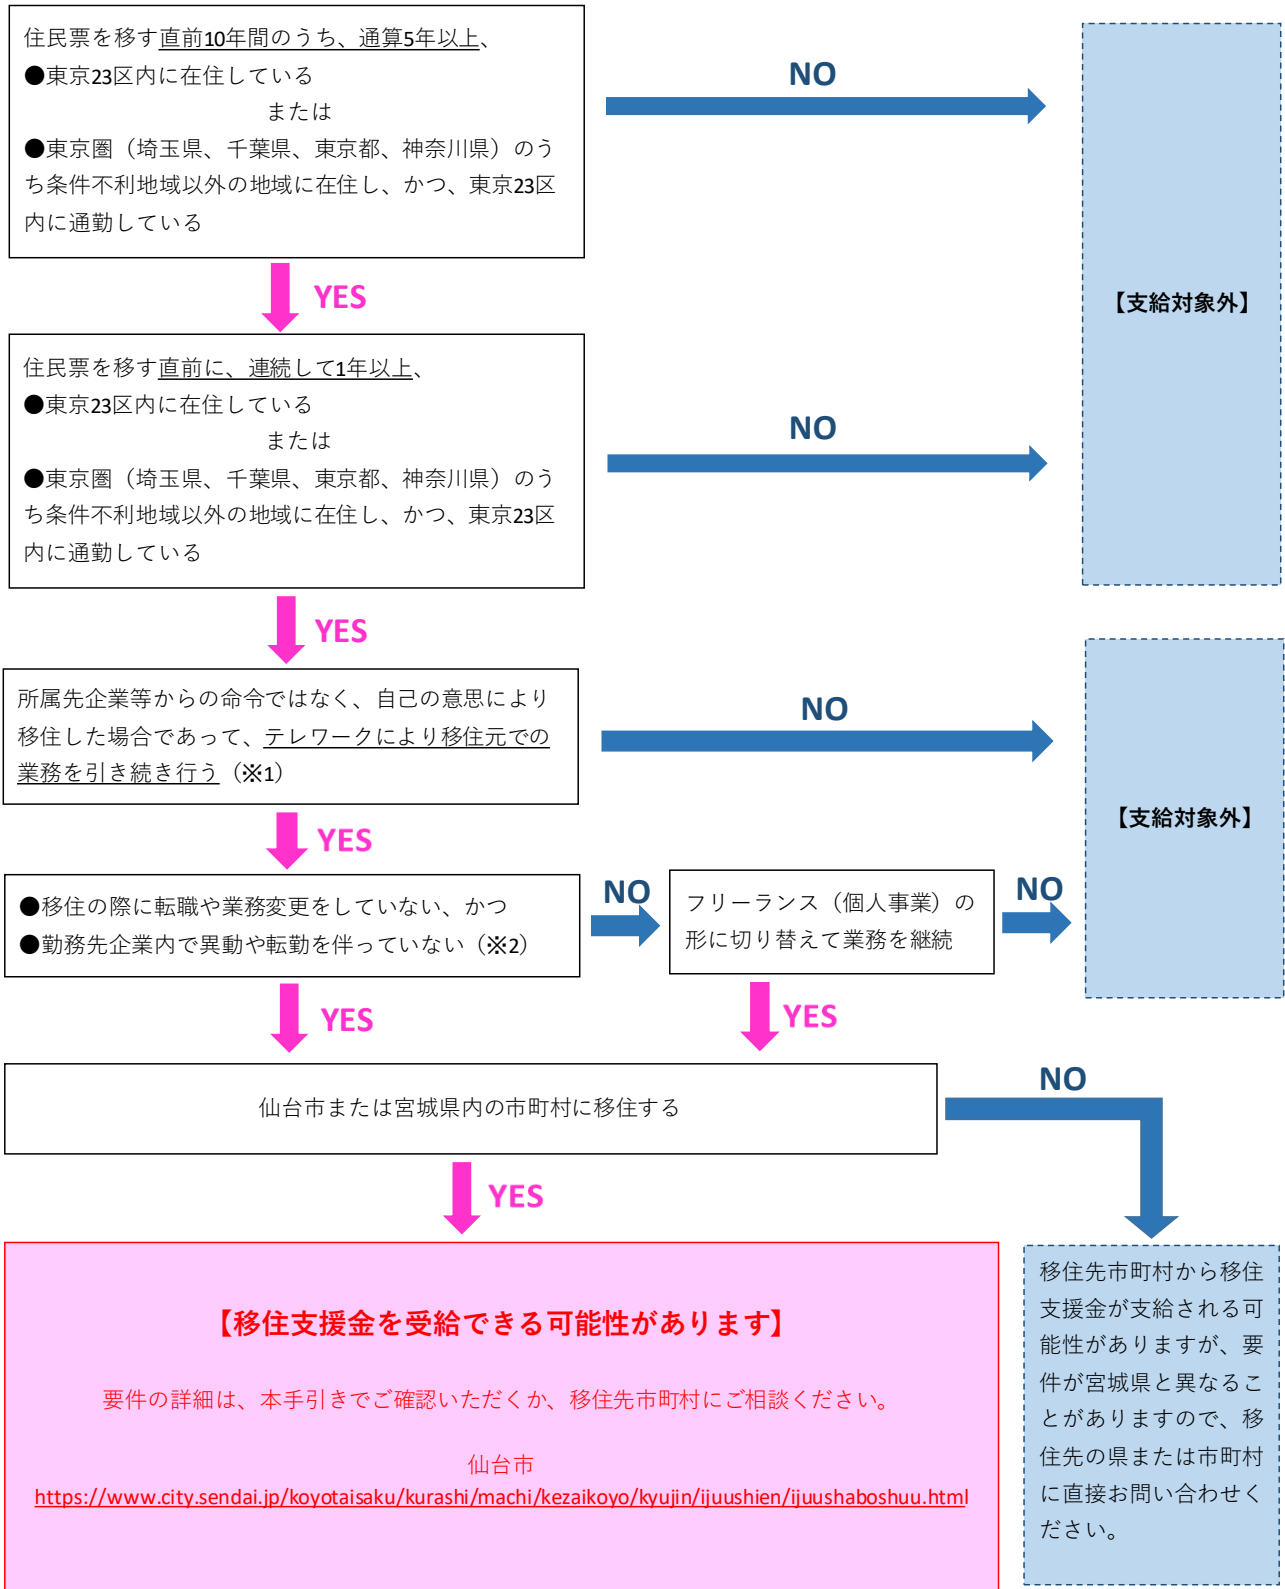 住民票を移す直前10年間のうち、通算5年以上、
●東京23区内に在住している
または
●東京圏（埼玉県、千葉県、東京都、神奈川県）のう
ち条件不利地域以外の地域に在住し、かつ、東京23区
内に通勤している
NO
【支給対象外】
YES
住民票を移す直前に、連続して1年以上、
●東京23区内に在住している
または
●東京圏（埼玉県、千葉県、東京都、神奈川県）のう
ち条件不利地域以外の地域に在住し、かつ、東京23区
内に通勤している
NO
YES
所属先企業等からの命令ではなく、自己の意思により
移住した場合であって、テレワークにより移住元での
業務を引き続き行う（※1）
NO
【支給対象外】
YES
●移住の際に転職や業務変更をしていない、かつ
●勤務先企業内で異動や転勤を伴っていない（※2）
NO
フリーランス（個人事業）の
形に切り替えて業務を継続
NO
YES
YES
仙台市または宮城県内の市町村に移住する
NO
YES
【移住支援金を受給できる可能性があります】
要件の詳細は、本手引きでご確認いただくか、移住先市町村にご相談ください。
仙台市
https://www.city.sendai.jp/koyotaisaku/kurashi/machi/kezaikoyo/kyujin/ijuushien/ijuushaboshuu.html
移住先市町村から移住
支援金が支給される可
能性がありますが、要
件が宮城県と異なるこ
とがありますので、移
住先の県または市町村
に直接お問い合わせく
ださい。